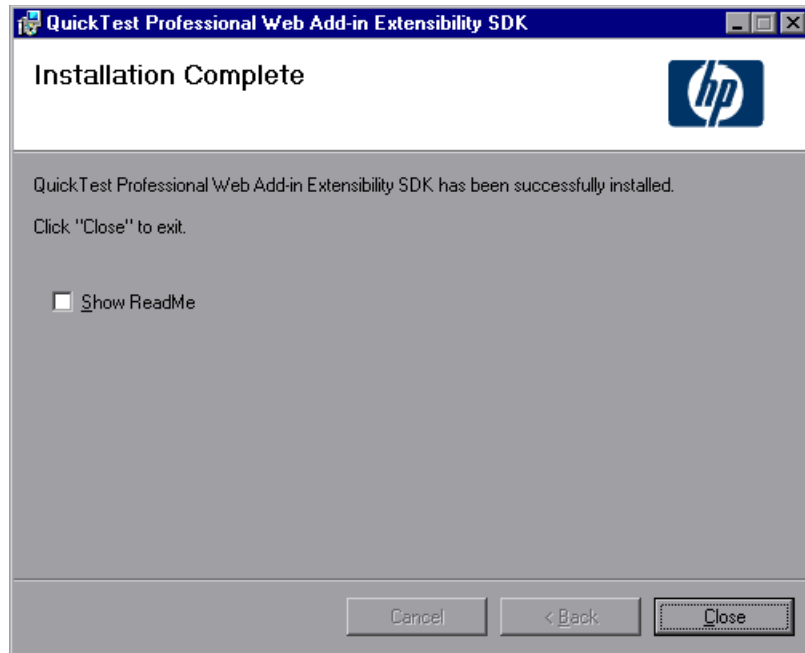 QuickTest Professional Web Add-in Extensibility SDK
Installation Complete
hp
QuickTest Professional Web Add-in Extensibility SDK has been successfully installed.
Click "Close" to exit.
Show ReadMe
Cancel
< Back
Close